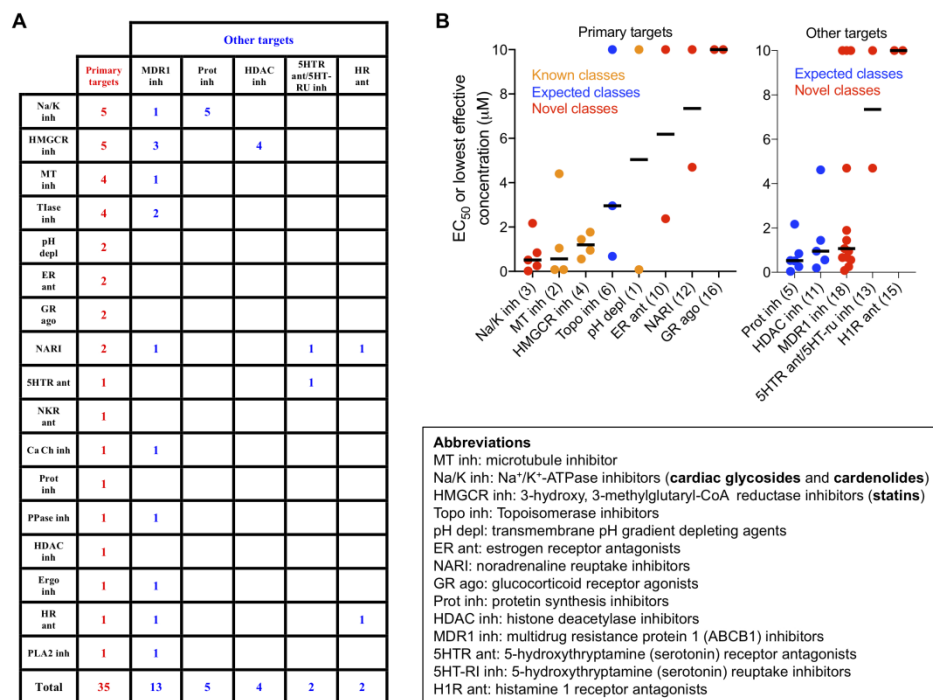 A
Other targets
Primary targets
MDR1 inh
Prot inh
HDAC inh
5HTR ant/5HT-RU inh
HR ant
Na/K inh 5 1 5
HMGCR inh 5 3 4
MT inh 4 1
TIase inh 4 2
pH depl 2
ER ant 2
GR ago 2
NARI 2 1 1 1
5HTR ant 1 1
NKR ant 1
Ca Ch inh 1 1
Prot inh 1
PPase inh 1 1
HDAC inh 1
Ergo inh 1 1
HR ant 1 1 1
PLA2 inh 1 1
Total 35 13 5 4 2 2
B
Primary targets
EC50 or lowest effective
concentration (µM)
10
8
6
4
2
0
Known classes
Expected classes
Novel classes
Na/K inh (3)
MT inh (2)
HMGCR inh (4)
Topo inh (6)
pH depl (1)
ER ant (10)
NARI (12)
GR ago (16)
Other targets
10
8
6
4
2
0
Expected classes
Novel classes
Prot inh (5)
HDAC inh (11)
MDR1 inh (18)
5HTR ant/5HT-ru inh (13)
H1R ant (15)
Abbreviations
MT inh: microtubule inhibitor
Na/K inh: Na+/K+-ATPase inhibitors (cardiac glycosides and cardenolides)
HMGCR inh: 3-hydroxy, 3-methylglutaryl-CoA reductase inhibitors (statins)
Topo inh: Topoisomerase inhibitors
pH depl: transmembrane pH gradient depleting agents
ER ant: estrogen receptor antagonists
NARI: noradrenaline reuptake inhibitors
GR ago: glucocorticoid receptor agonists
Prot inh: protetin synthesis inhibitors
HDAC inh: histone deacetylase inhibitors
MDR1 inh: multidrug resistance protein 1 (ABCB1) inhibitors
5HTR ant: 5-hydroxythryptamine (serotonin) receptor antagonists
5HT-RI inh: 5-hydroxythryptamine (serotonin) reuptake inhibitors
H1R ant: histamine 1 receptor antagonists